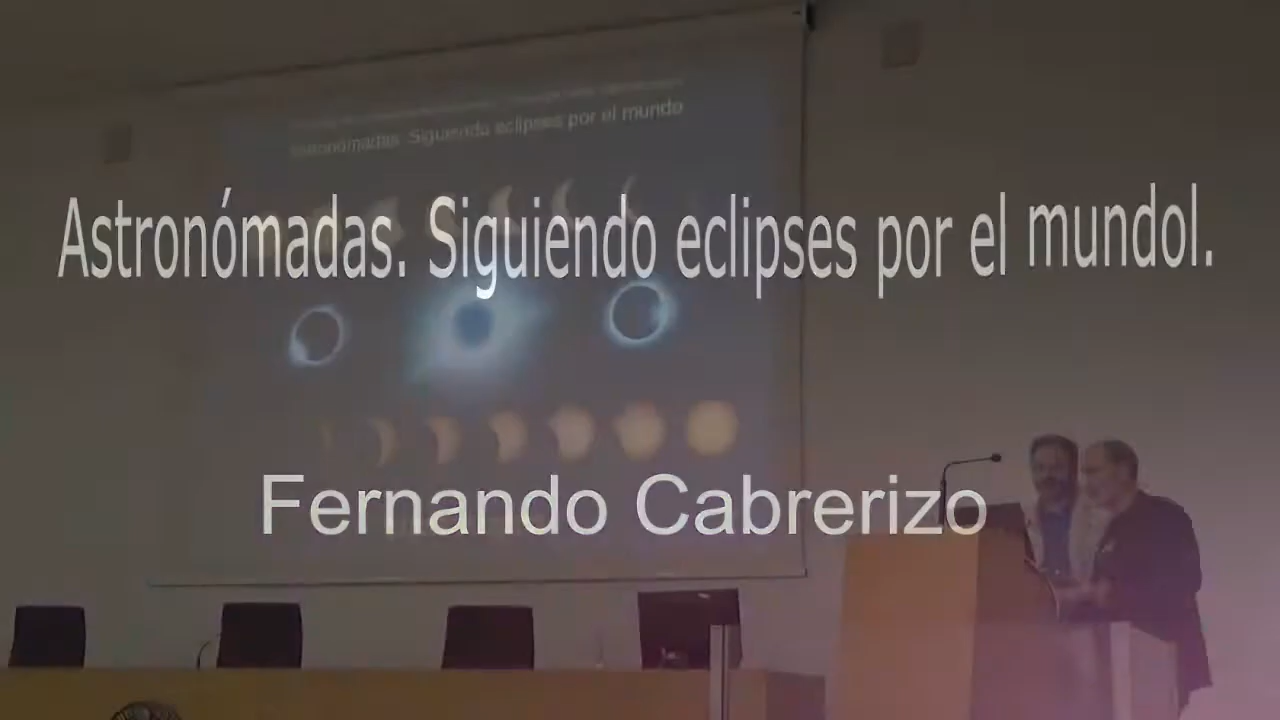 Astronómadas. Siguiendo eclipses por el mundo
Astronómadas. Siguiendo eclipses por el mundol.
Fernando Cabrerizo